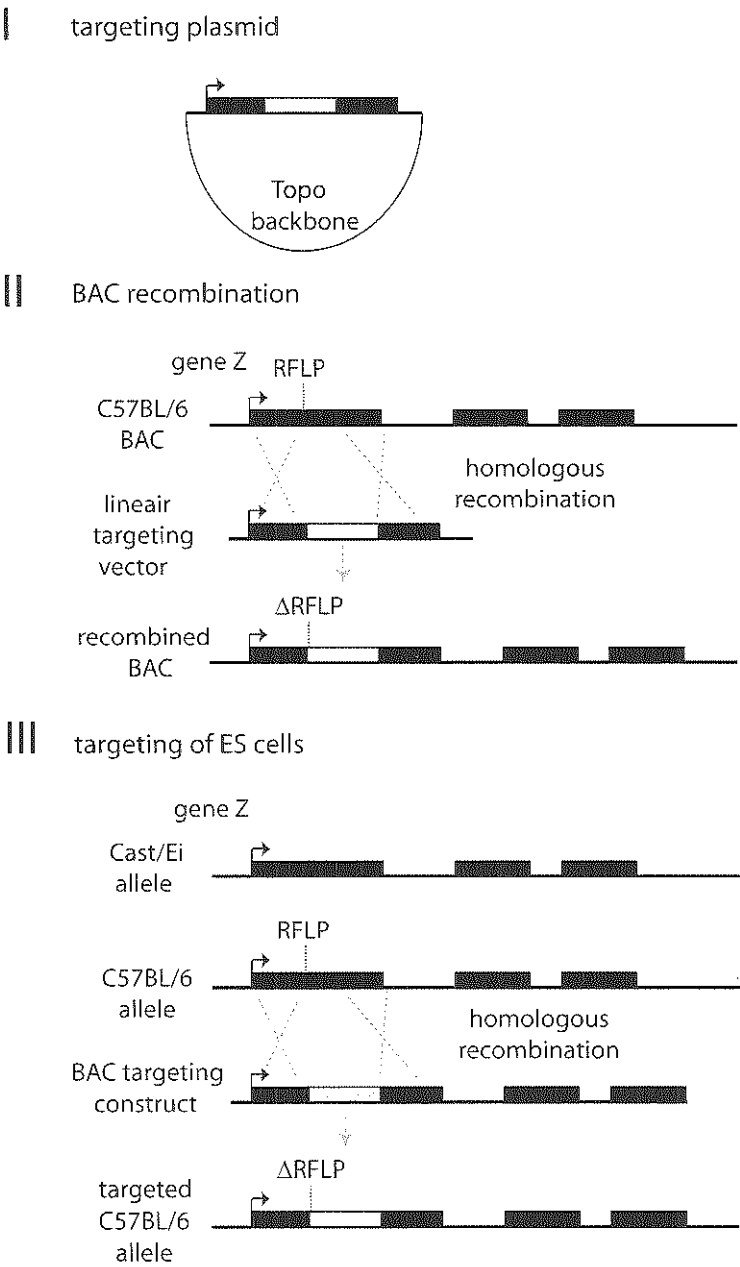 I targeting plasmid
Topo
backbone
II BAC recombination
gene Z RFLP
C57BL/6
BAC
homologous
recombination
lineair
targeting
vector
ΔRFLP
recombined
BAC
III targeting of ES cells
gene Z
Cast/Ei
allele
RFLP
C57BL/6
allele
homologous
recombination
BAC targeting
construct
ΔRFLP
targeted
C57BL/6
allele